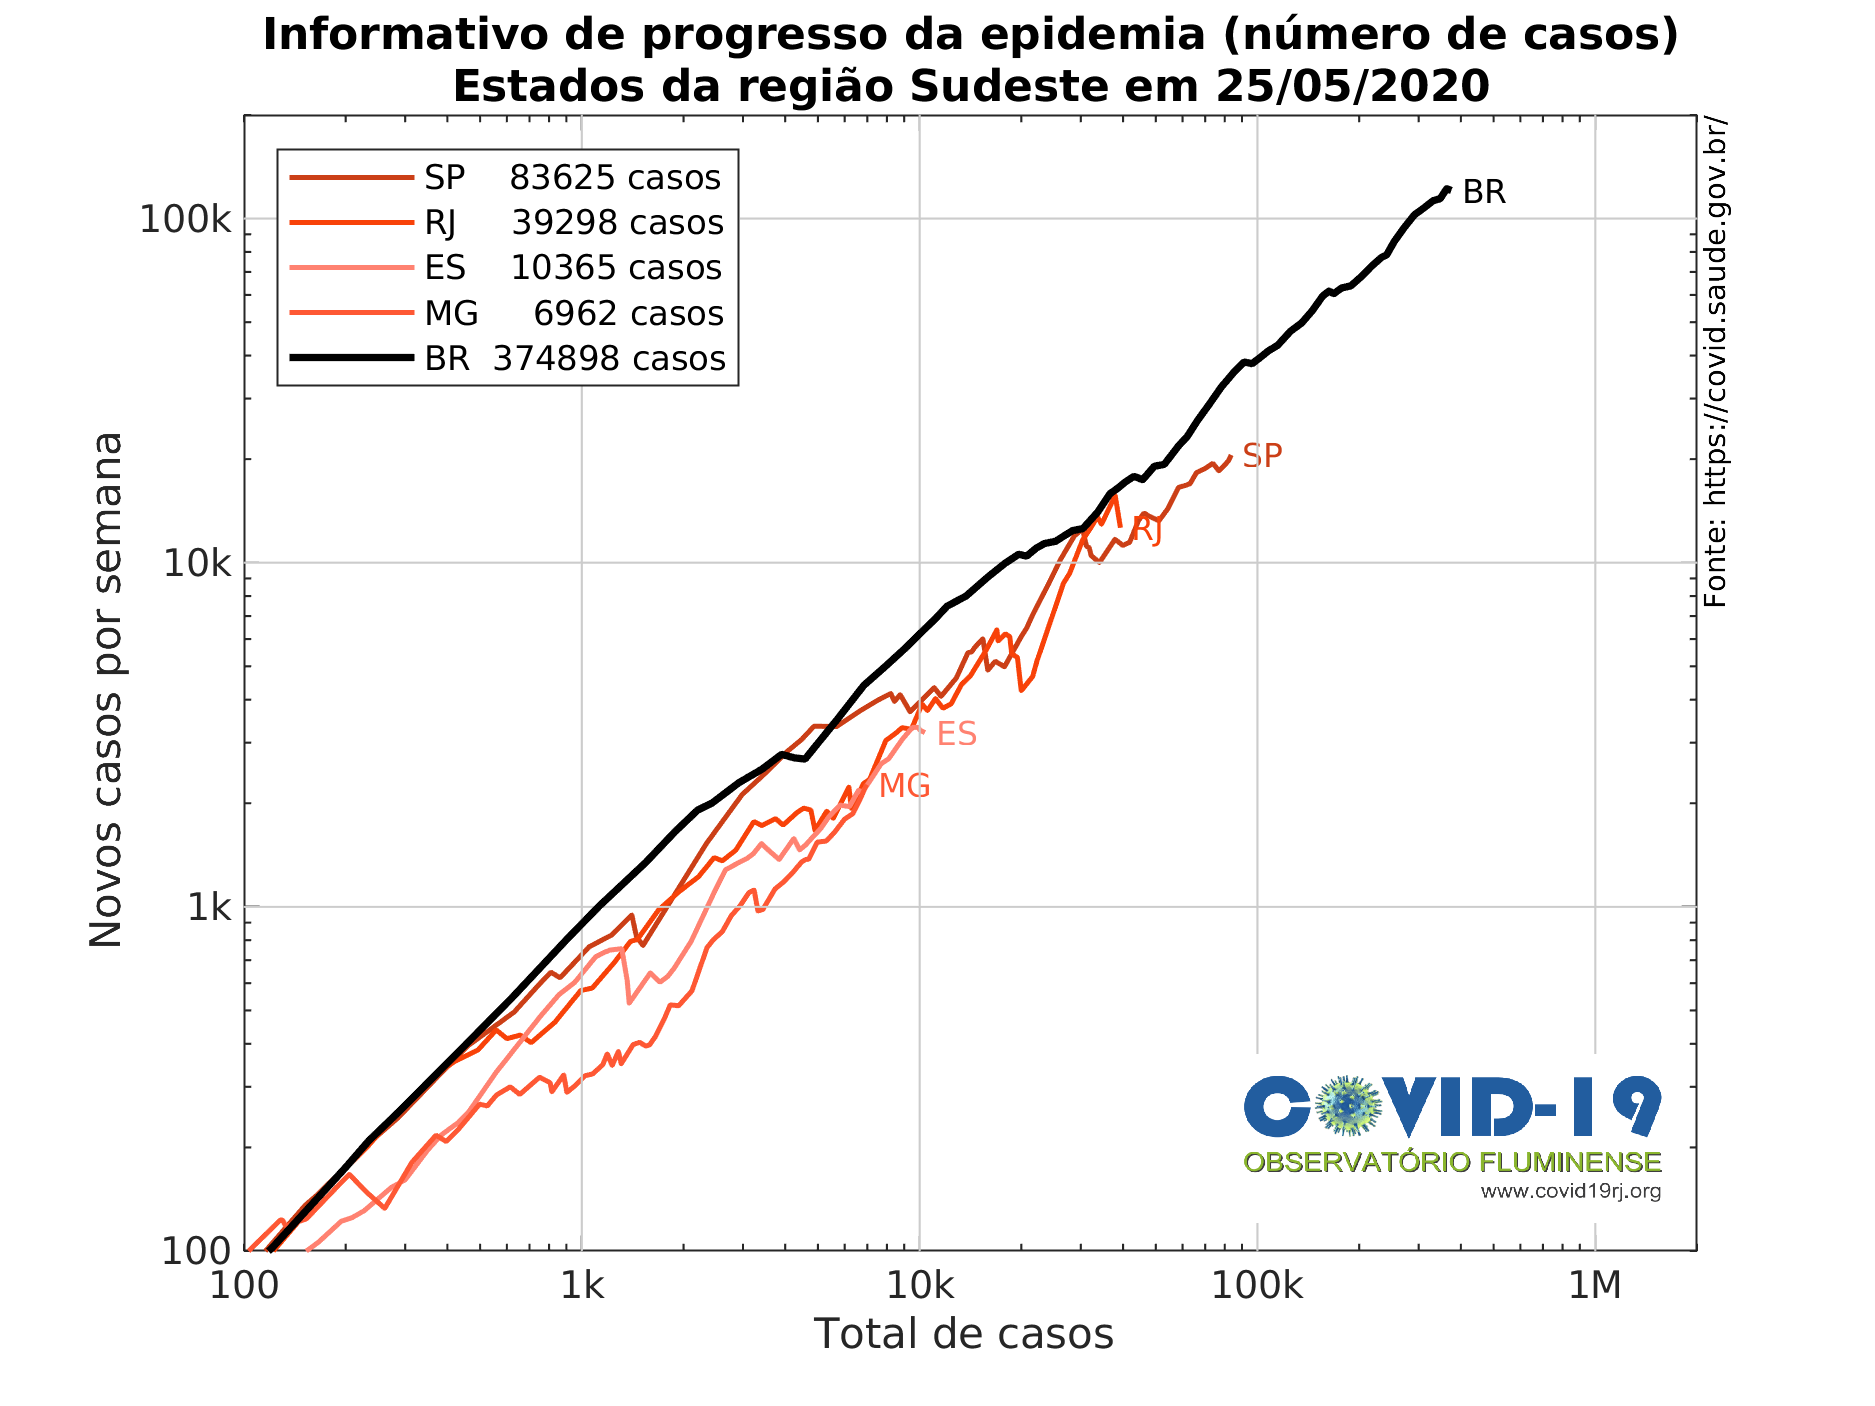 Informativo de progresso da epidemia (número de casos)
Estados da região Sudeste em 25/05/2020
SP 83625 casos
RJ 39298 casos
ES 10365 casos
MG 6962 casos
BR 374898 casos
100k
10k
1k
100
Novos casos por semana
BR
SP
RJ
ES
MG
Fonte: https://covid.saude.gov.br/
COVID-19
OBSERVATÓRIO FLUMINENSE
www.covid19rj.org
100 1k 10k 100k 1M
Total de casos